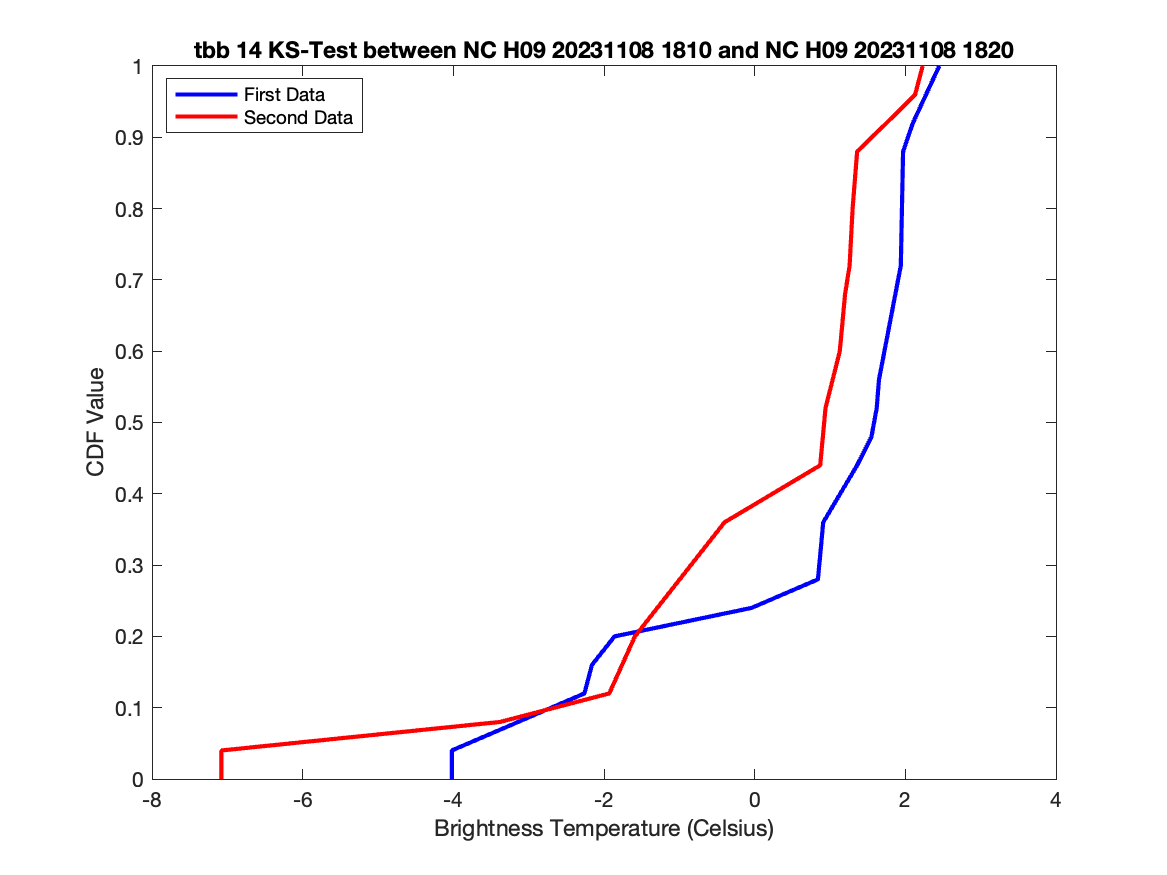 tbb 14 KS-Test between NC H09 20231108 1810 and NC H09 20231108 1820
First Data
Second Data
1
0.9
0.8
0.7
0.6
0.5
0.4
0.3
0.2
0.1
0
CDF Value
-8 -6 -4 -2 0 2 4
Brightness Temperature (Celsius)